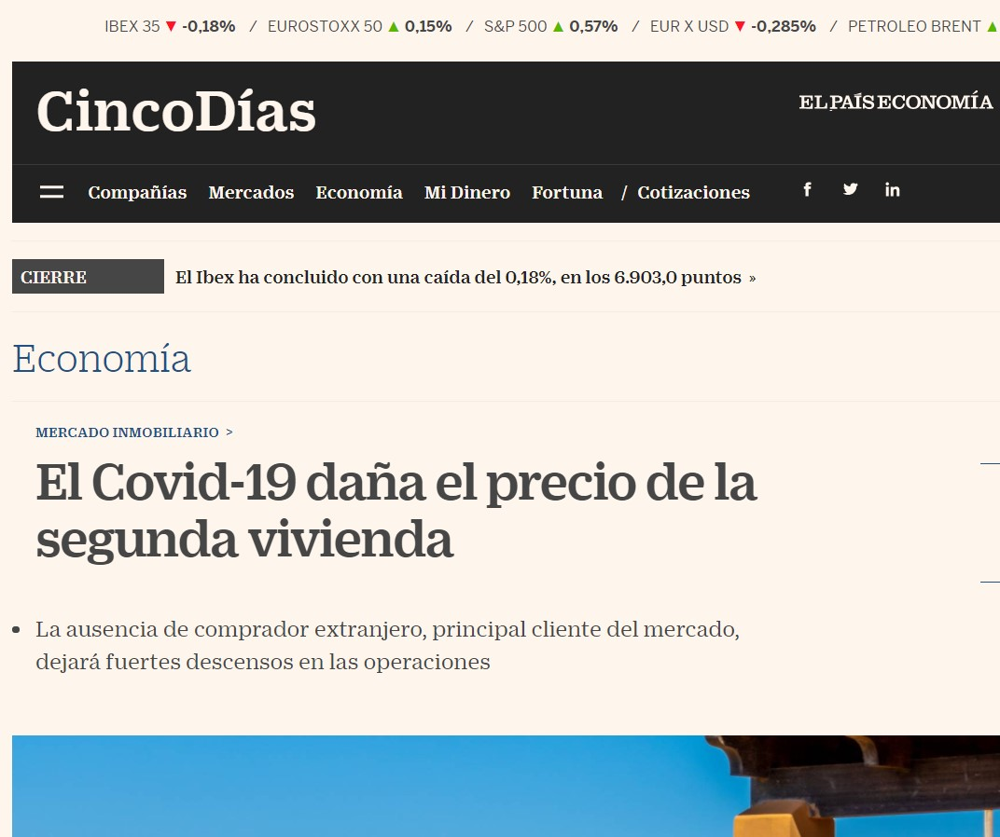 IBEX 35 ▼ -0,18% / EUROSTOXX 50 ▲ 0,15% / S&P 500 ▲ 0,57% / EUR X USD ▼ -0,285% / PETROLEO BRENT ▲
CincoDías
EL PAÍS ECONOMÍA
Compañías Mercados Economía Mi Dinero Fortuna / Cotizaciones
CIERRE El Ibex ha concluido con una caída del 0,18%, en los 6.903,0 puntos »
Economía
MERCADO INMOBILIARIO >
El Covid-19 daña el precio de la
segunda vivienda
• La ausencia de comprador extranjero, principal cliente del mercado,
dejará fuertes descensos en las operaciones